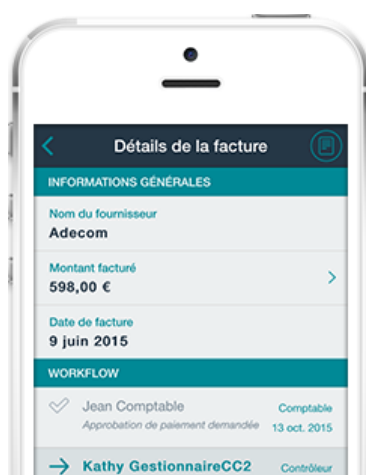 Détails de la facture
INFORMATIONS GÉNÉRALES
Nom du fournisseur
Adecom
Montant facturé
598,00 €
Date de facture
9 juin 2015
WORKFLOW
Jean Comptable
Comptable
Approbation de paiement demandée
13 oct. 2015
Kathy GestionnaireCC2
Contrôleur